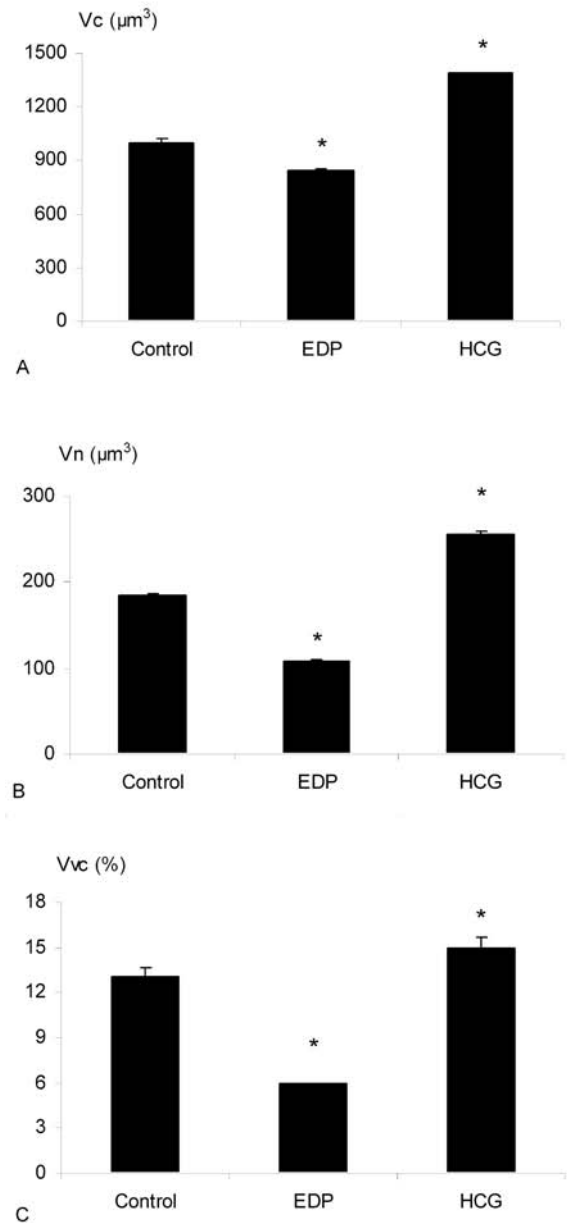 Vc (µm³)
1500
*
1200
*
900
600
300
0
Control EDP HCG
A
Vn (µm³)
300
*
200
*
100
0
Control EDP HCG
B
Vvc (%)
18
*
15
12
9
*
6
3
0
Control EDP HCG
C